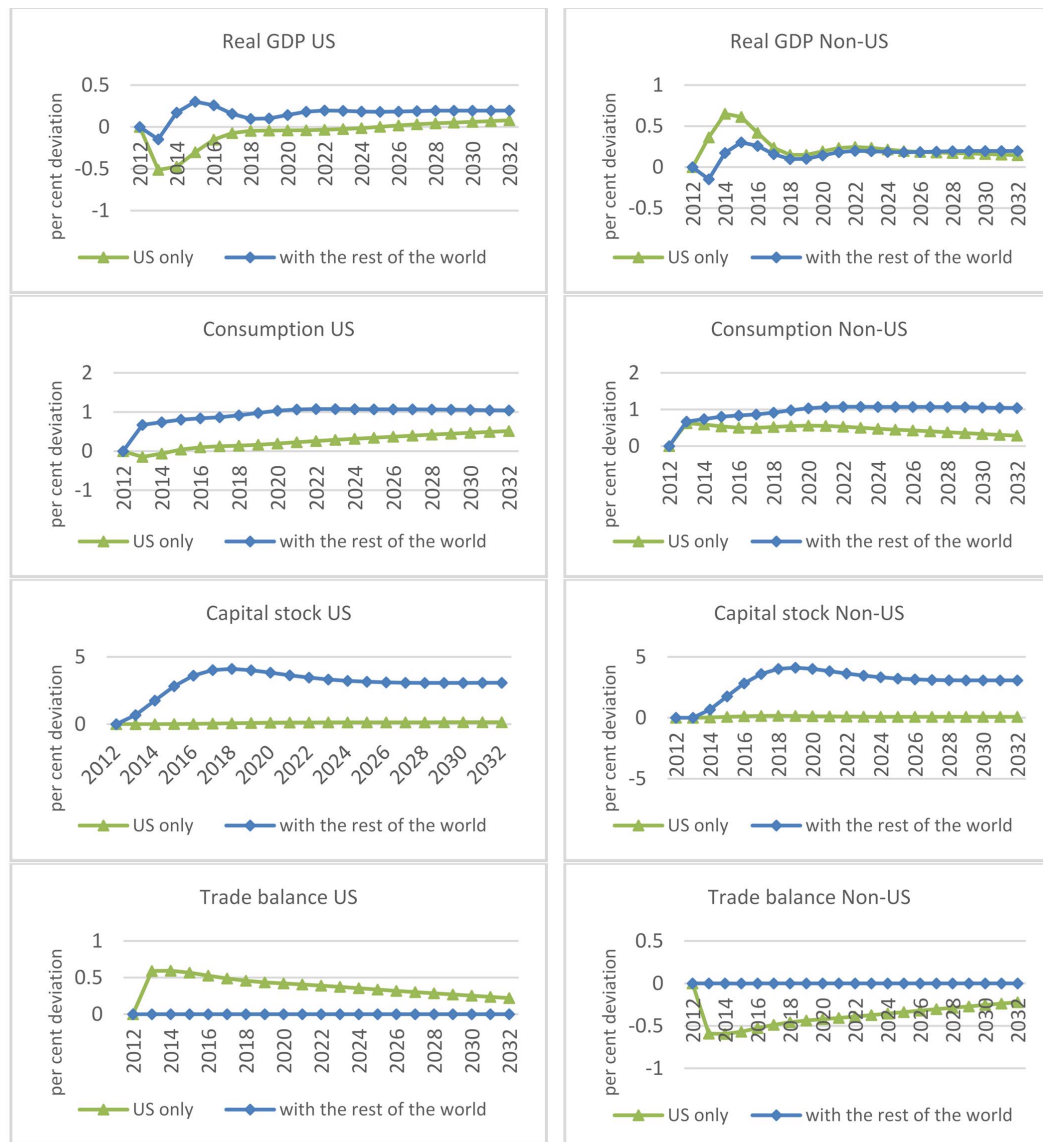 Real GDP US
per cent deviation
0.5
0
-0.5
-1
2012 2014 2016 2018 2020 2022 2024 2026 2028 2030 2032
US only with the rest of the world
Real GDP Non-US
per cent deviation
1
0.5
0
-0.5
2012 2014 2016 2018 2020 2022 2024 2026 2028 2030 2032
US only with the rest of the world
Consumption US
per cent deviation
2
1
0
-1
2012 2014 2016 2018 2020 2022 2024 2026 2028 2030 2032
US only with the rest of the world
Consumption Non-US
per cent deviation
2
1
0
2012 2014 2016 2018 2020 2022 2024 2026 2028 2030 2032
US only with the rest of the world
Capital stock US
per cent deviation
5
0
2012 2014 2016 2018 2020 2022 2024 2026 2028 2030 2032
US only with the rest of the world
Capital stock Non-US
per cent deviation
5
0
-5
2012 2014 2016 2018 2020 2022 2024 2026 2028 2030 2032
US only with the rest of the world
Trade balance US
per cent deviation
1
0.5
0
2012 2014 2016 2018 2020 2022 2024 2026 2028 2030 2032
US only with the rest of the world
Trade balance Non-US
per cent deviation
0.5
0
-0.5
-1
2012 2014 2016 2018 2020 2022 2024 2026 2028 2030 2032
US only with the rest of the world